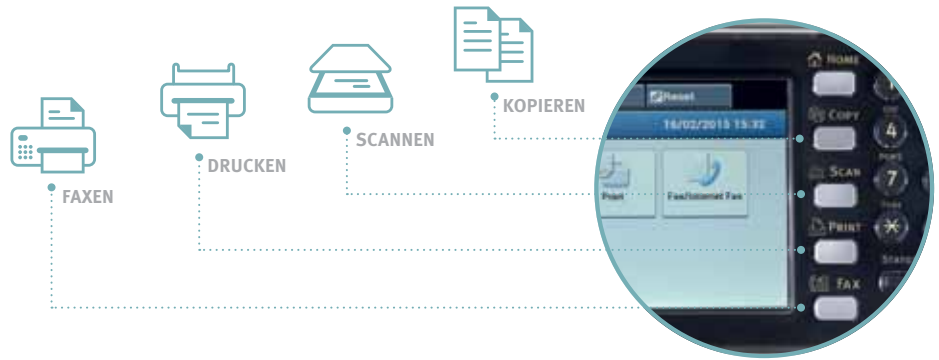 KOPIEREN
SCANNEN
DRUCKEN
FAXEN
Reset
16/02/2015 15:32
Print
Fax/Internet Fax
HOME
COPY
4
SCAN
7
PRINT
FAX